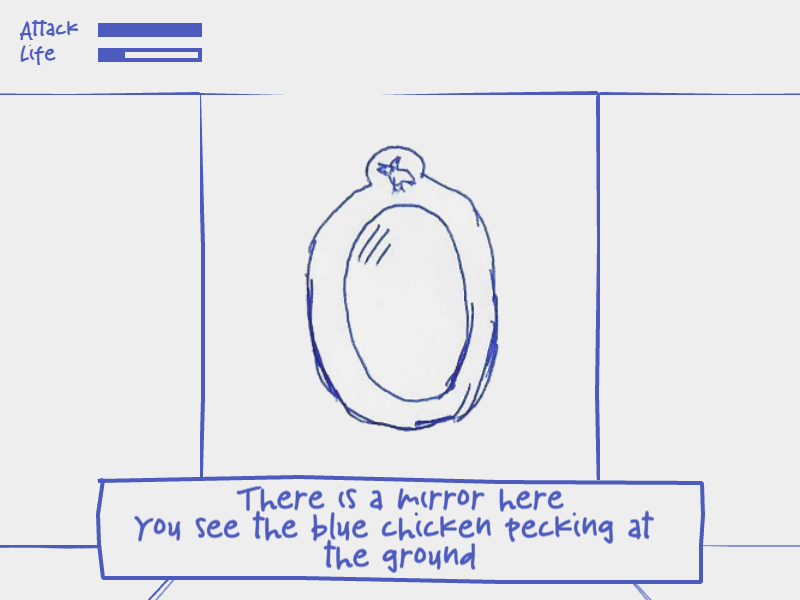 Attack
Life
There is a mirror here
You see the blue chicken pecking at
the ground